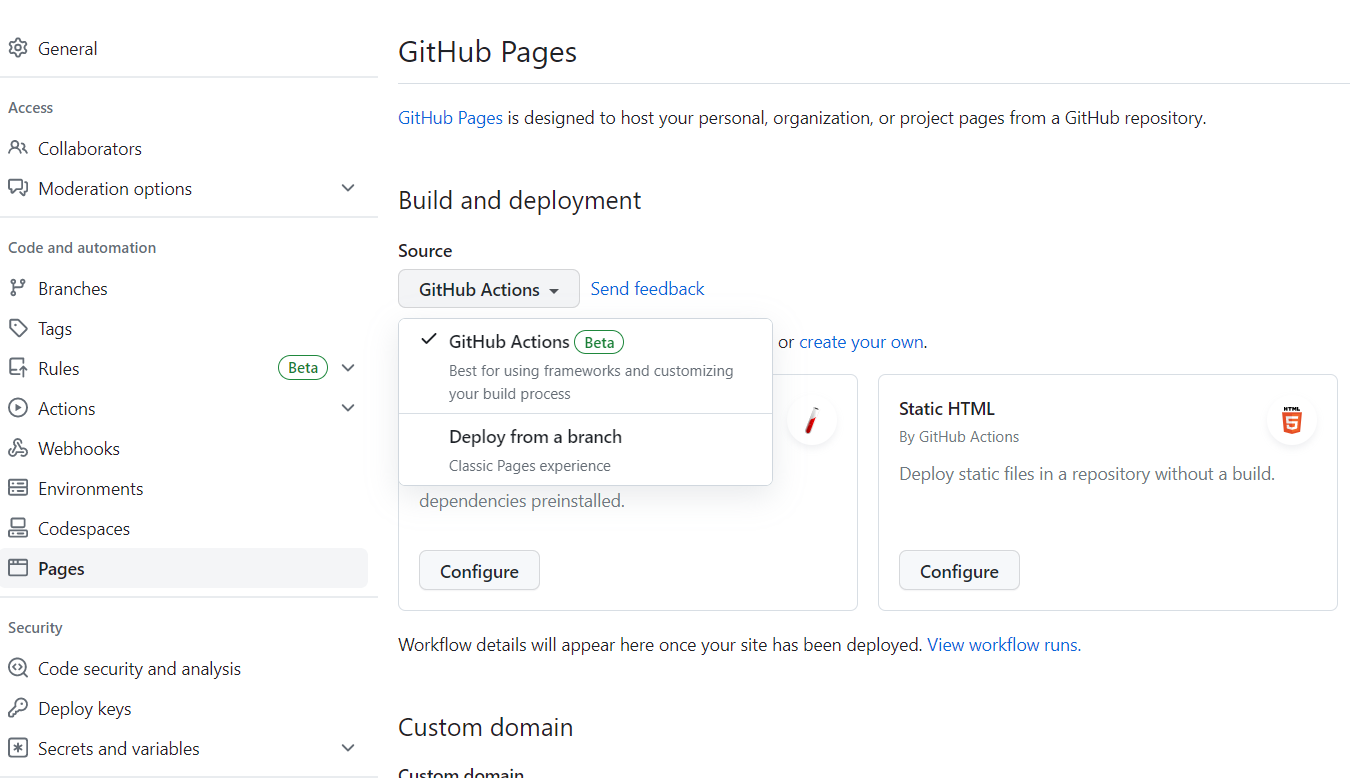 General
Access
Collaborators
Moderation options
Code and automation
Branches
Tags
Rules Beta
Actions
Webhooks
Environments
Codespaces
Pages
Security
Code security and analysis
Deploy keys
Secrets and variables
GitHub Pages
GitHub Pages is designed to host your personal, organization, or project pages from a GitHub repository.
Build and deployment
Source
GitHub Actions Send feedback
GitHub Actions Beta
Best for using frameworks and customizing
your build process
Deploy from a branch
Classic Pages experience
or create your own.
dependencies preinstalled.
Configure
Static HTML
By GitHub Actions
HTML
5
Deploy static files in a repository without a build.
Configure
Workflow details will appear here once your site has been deployed. View workflow runs.
Custom domain
Custom domain